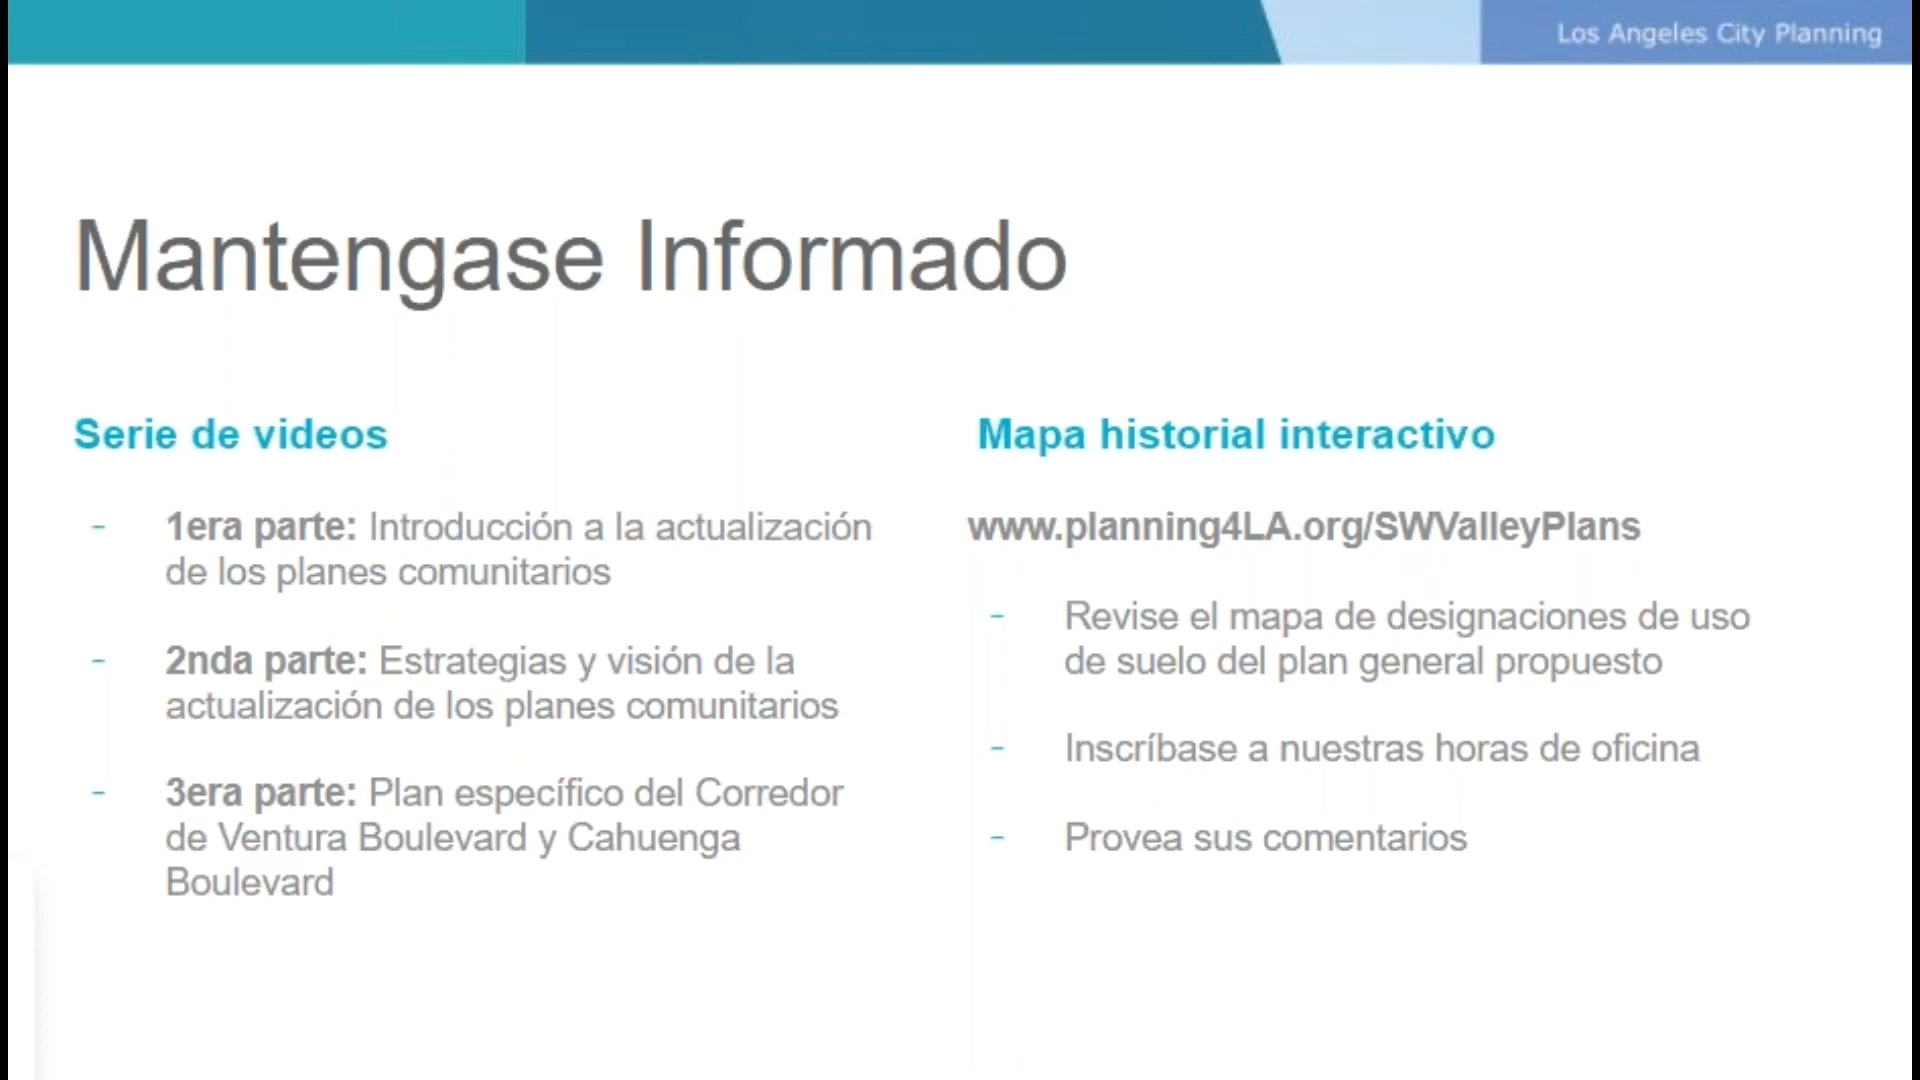 Los Angeles City Planning
Mantengase Informado
Serie de videos
- 1era parte: Introducción a la actualización
de los planes comunitarios
- 2nda parte: Estrategias y visión de la
actualización de los planes comunitarios
- 3era parte: Plan específico del Corredor
de Ventura Boulevard y Cahuenga
Boulevard
Mapa historial interactivo
www.planning4LA.org/SWValleyPlans
- Revise el mapa de designaciones de uso
de suelo del plan general propuesto
- Inscríbase a nuestras horas de oficina
- Provea sus comentarios